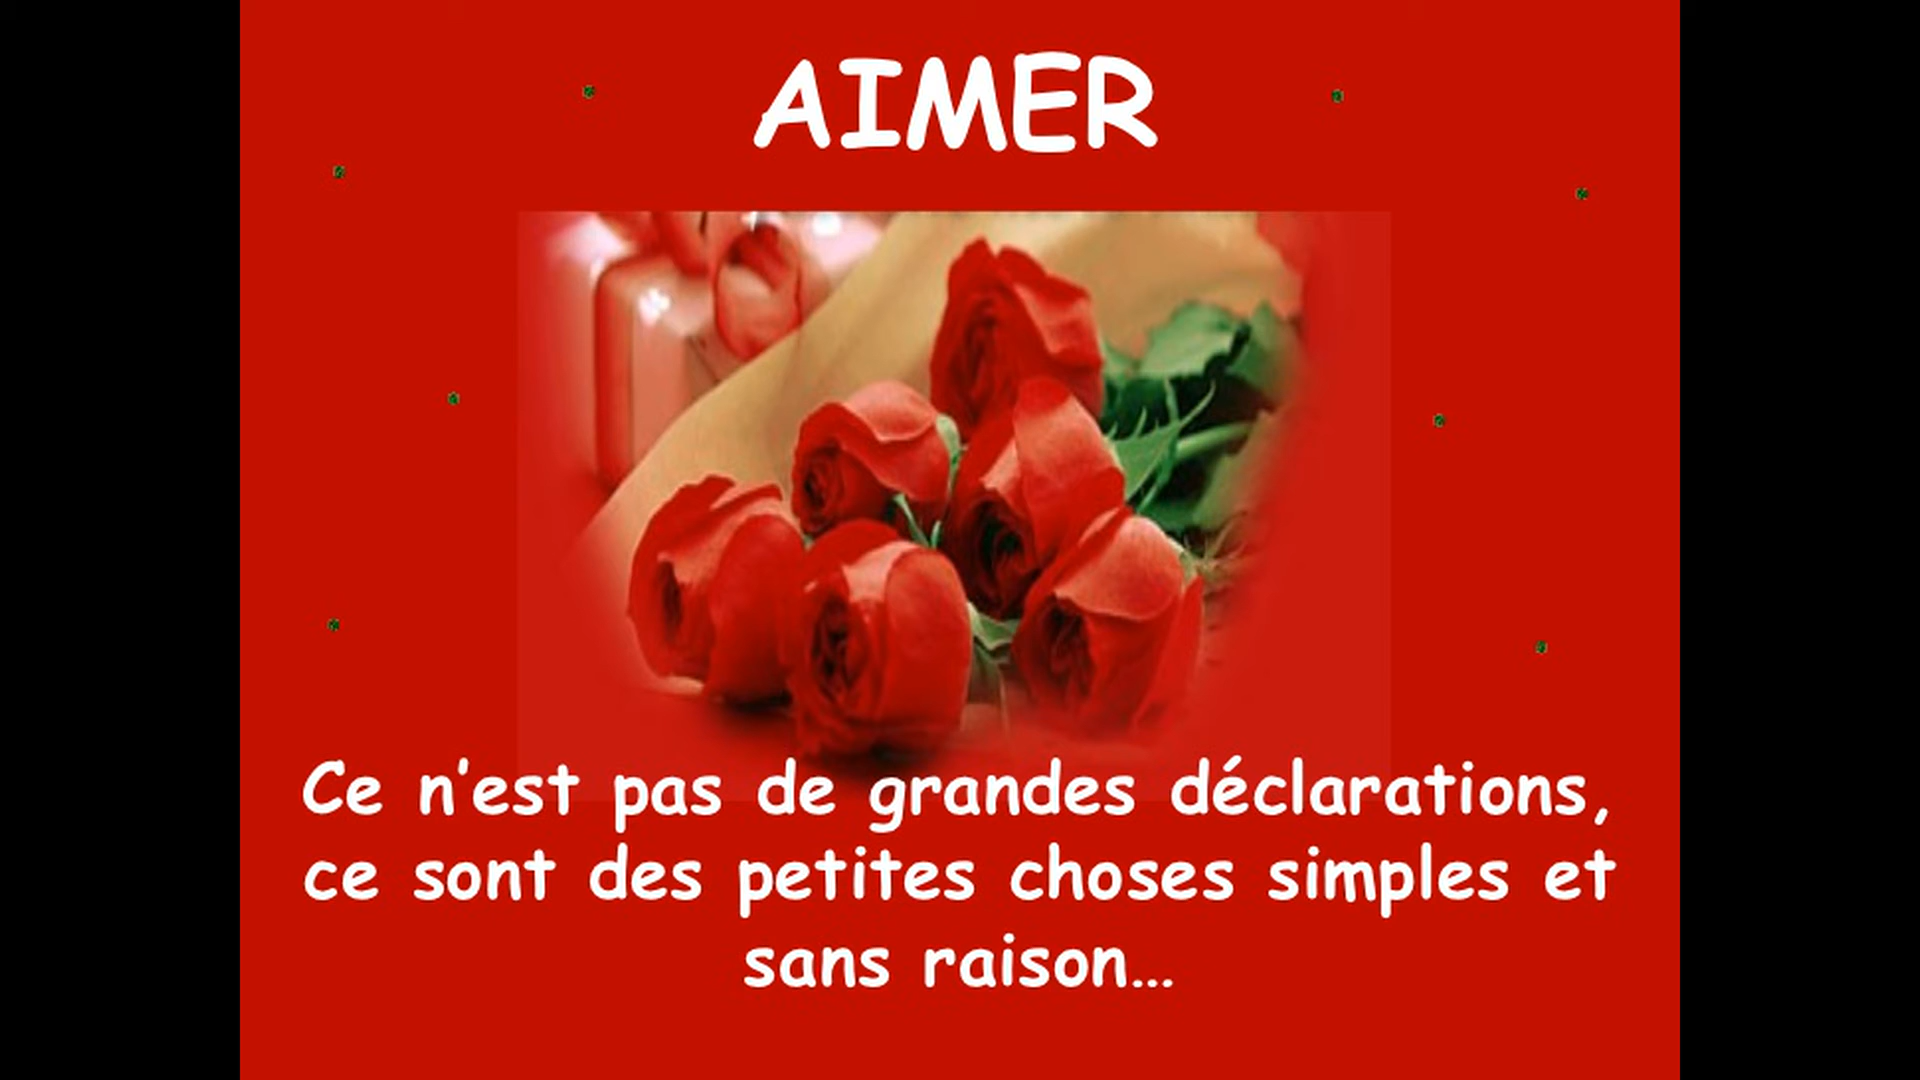 AIMER
Ce n'est pas de grandes déclarations,
ce sont des petites choses simples et
sans raison...